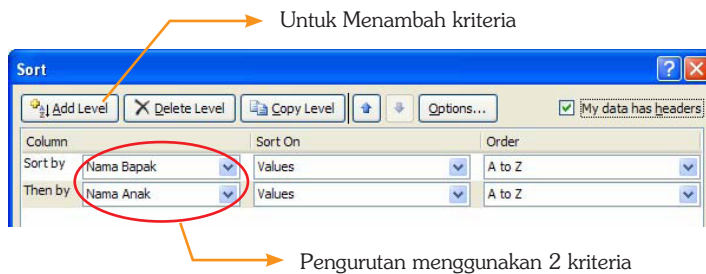 Untuk Menambah kriteria
Sort
Add Level Delete Level Copy Level Options... My data has headers
Column Sort On Order
Sort by Nama Bapak Values A to Z
Then by Nama Anak Values A to Z
Pengurutan menggunakan 2 kriteria